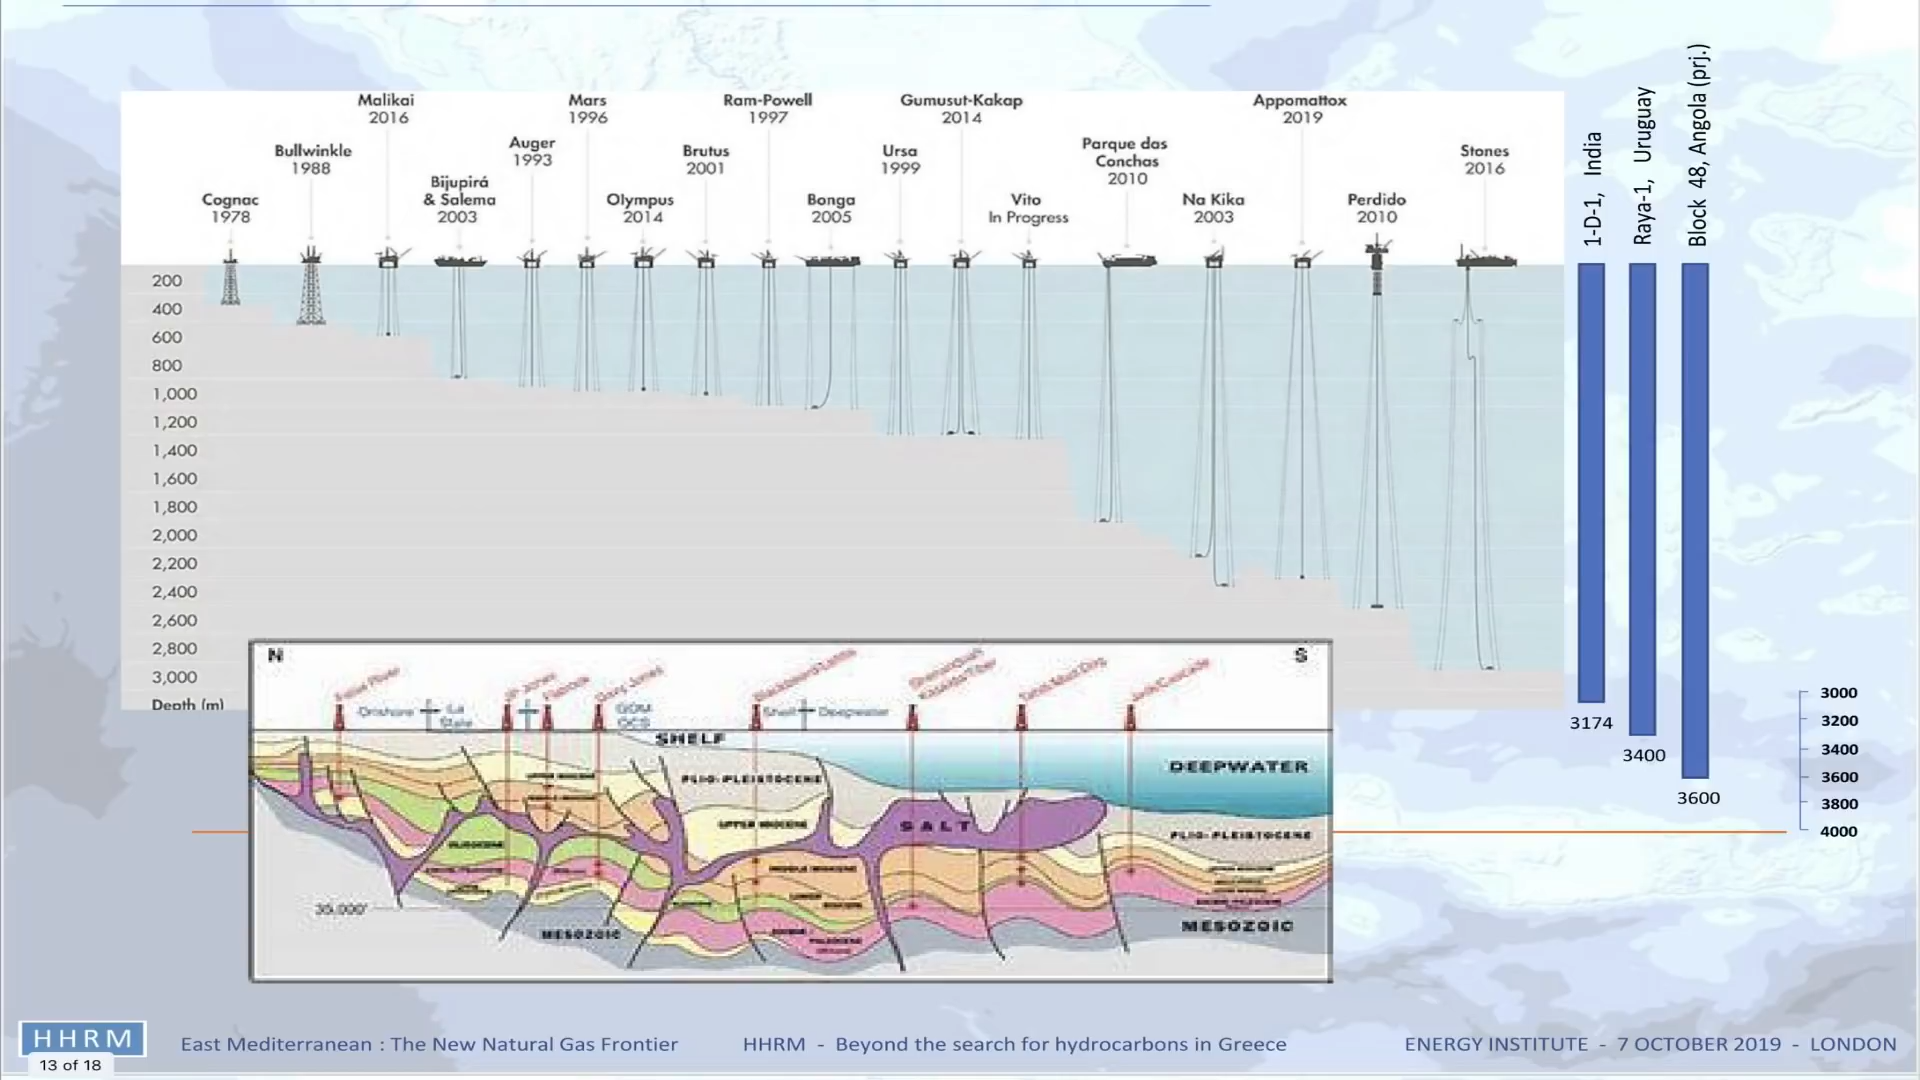 Malikai
2016
Mars
1996
Ram-Powell
1997
Gumusut-Kakap
2014
Appomattox
2019
Bullwinkle
1988
Auger
1993
Brutus
2001
Ursa
1999
Parque das
Conchas
2010
Stones
2016
Cognac
1978
Bijupirá
& Salema
2003
Olympus
2014
Bonga
2005
Vito
In Progress
Na Kika
2003
Perdido
2010
1-D-1, India
Raya-1, Uruguay
Block 48, Angola (prj.)
200
400
600
800
1,000
1,200
1,400
1,600
1,800
2,000
2,200
2,400
2,600
2,800
3,000
Depth (m)
3174
3400
3600
3000
3200
3400
3600
3800
4000
N
S
Onshore
State
GOM
OCS
Shelf
Deepwater
SHELF
DEEPWATER
PLIO-PLEISTOCENE
UPPER MIOCENE
SALT
PLIO-PLEISTOCENE
MIDDLE MIOCENE
OLIGOCENE
LOWER
35,000'
MESOZOIC
PALEOCENE
MESOZOIC
HHRM
13 of 18
East Mediterranean : The New Natural Gas Frontier
HHRM - Beyond the search for hydrocarbons in Greece
ENERGY INSTITUTE - 7 OCTOBER 2019 - LONDON